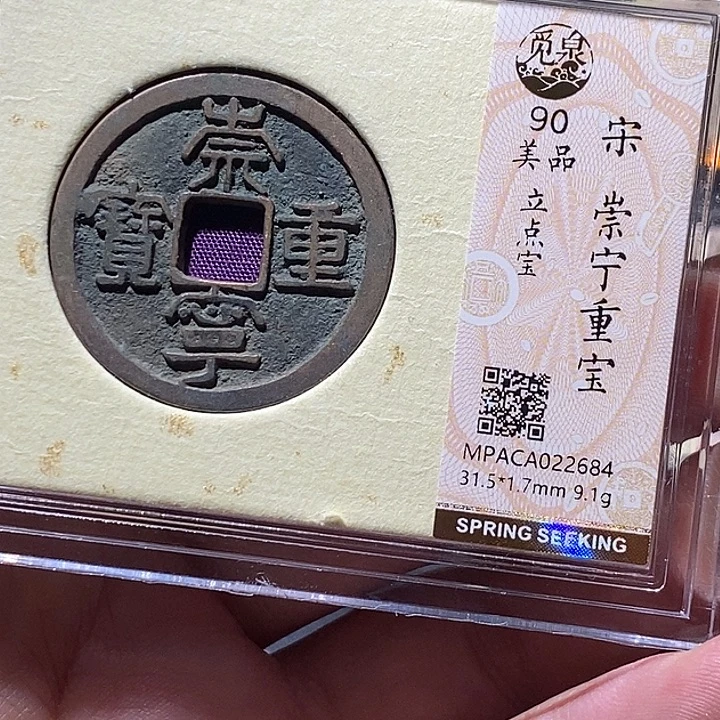 崇
重
寧
寶
觅泉
90
美品
立点宝
宋 崇宁重宝
MPACA022684
31.5*1.7mm 9.1g
SPRING SEEKING